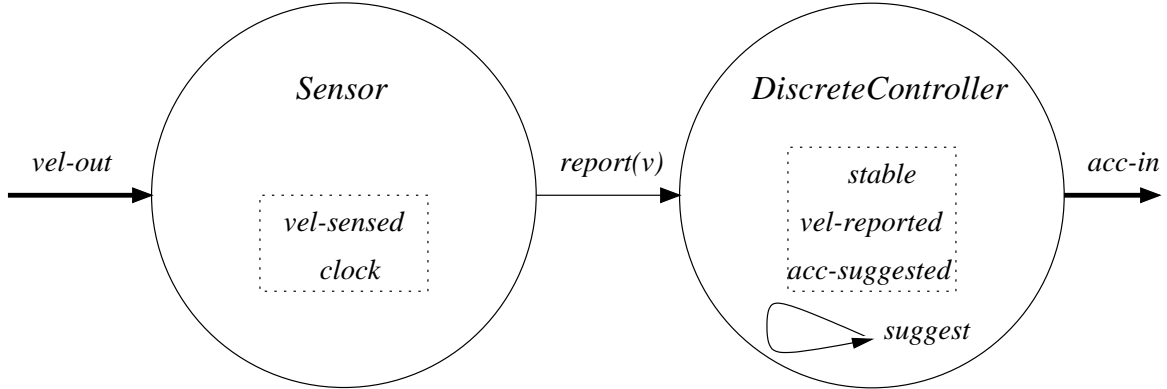 Sensor
DiscreteController
vel-out
report(v)
acc-in
vel-sensed
clock
stable
vel-reported
acc-suggested
suggest